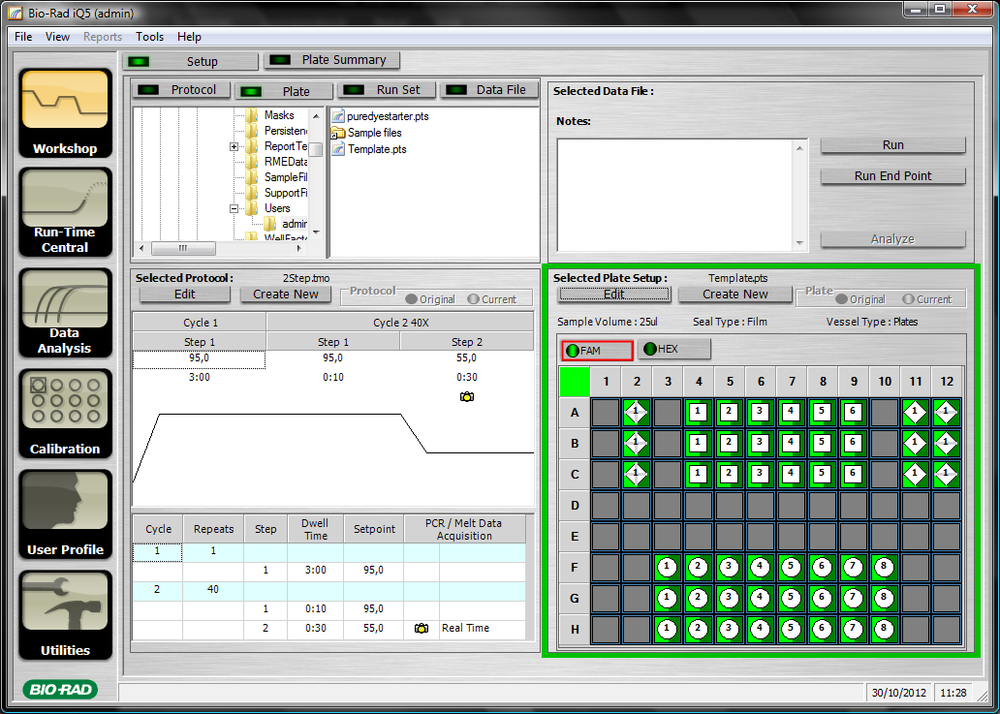 Bio-Rad iQ5 (admin)
File View Reports Tools Help
Setup Plate Summary
Workshop
Run-Time
Central
Data
Analysis
Calibration
User Profile
Utilities
BIO-RAD
Protocol Plate Run Set Data File
Masks
Persisten
ReportTe
RMEData
SampleFil
SupportFi
Users
admin
WellFacto
puredyestarter.pts
Sample files
Template.pts
Selected Data File :
Notes:
Run
Run End Point
Analyze
Selected Protocol : 2Step.tmo
Edit Create New Protocol Original Current
Cycle 1 Cycle 2 40X
Step 1 Step 1 Step 2
95,0 95,0 55,0
3:00 0:10 0:30
Cycle Repeats Step Dwell Time Setpoint PCR / Melt Data Acquisition
1 1
1 3:00 95,0
2 40
1 0:10 95,0
2 0:30 55,0 Real Time
Selected Plate Setup : Template.pts
Edit Create New Plate Original Current
Sample Volume : 25ul Seal Type : Film Vessel Type : Plates
FAM HEX
1 2 3 4 5 6 7 8 9 10 11 12
A 1 1 2 3 4 5 6 1 1
B 1 1 2 3 4 5 6 1 1
C 1 1 2 3 4 5 6 1 1
D
E
F 1 2 3 4 5 6 7 8
G 1 2 3 4 5 6 7 8
H 1 2 3 4 5 6 7 8
30/10/2012 11:28